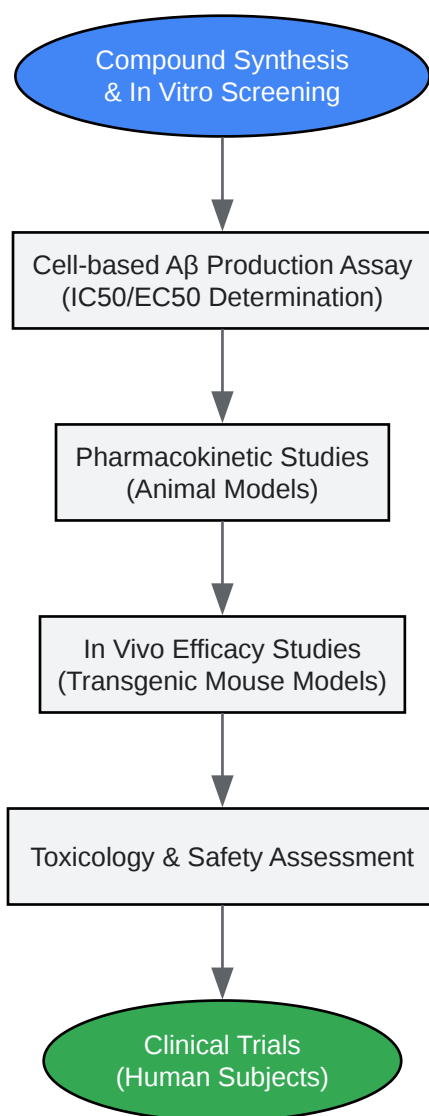 Compound Synthesis
& In Vitro Screening
Cell-based Aβ Production Assay
(IC50/EC50 Determination)
Pharmacokinetic Studies
(Animal Models)
In Vivo Efficacy Studies
(Transgenic Mouse Models)
Toxicology & Safety Assessment
Clinical Trials
(Human Subjects)